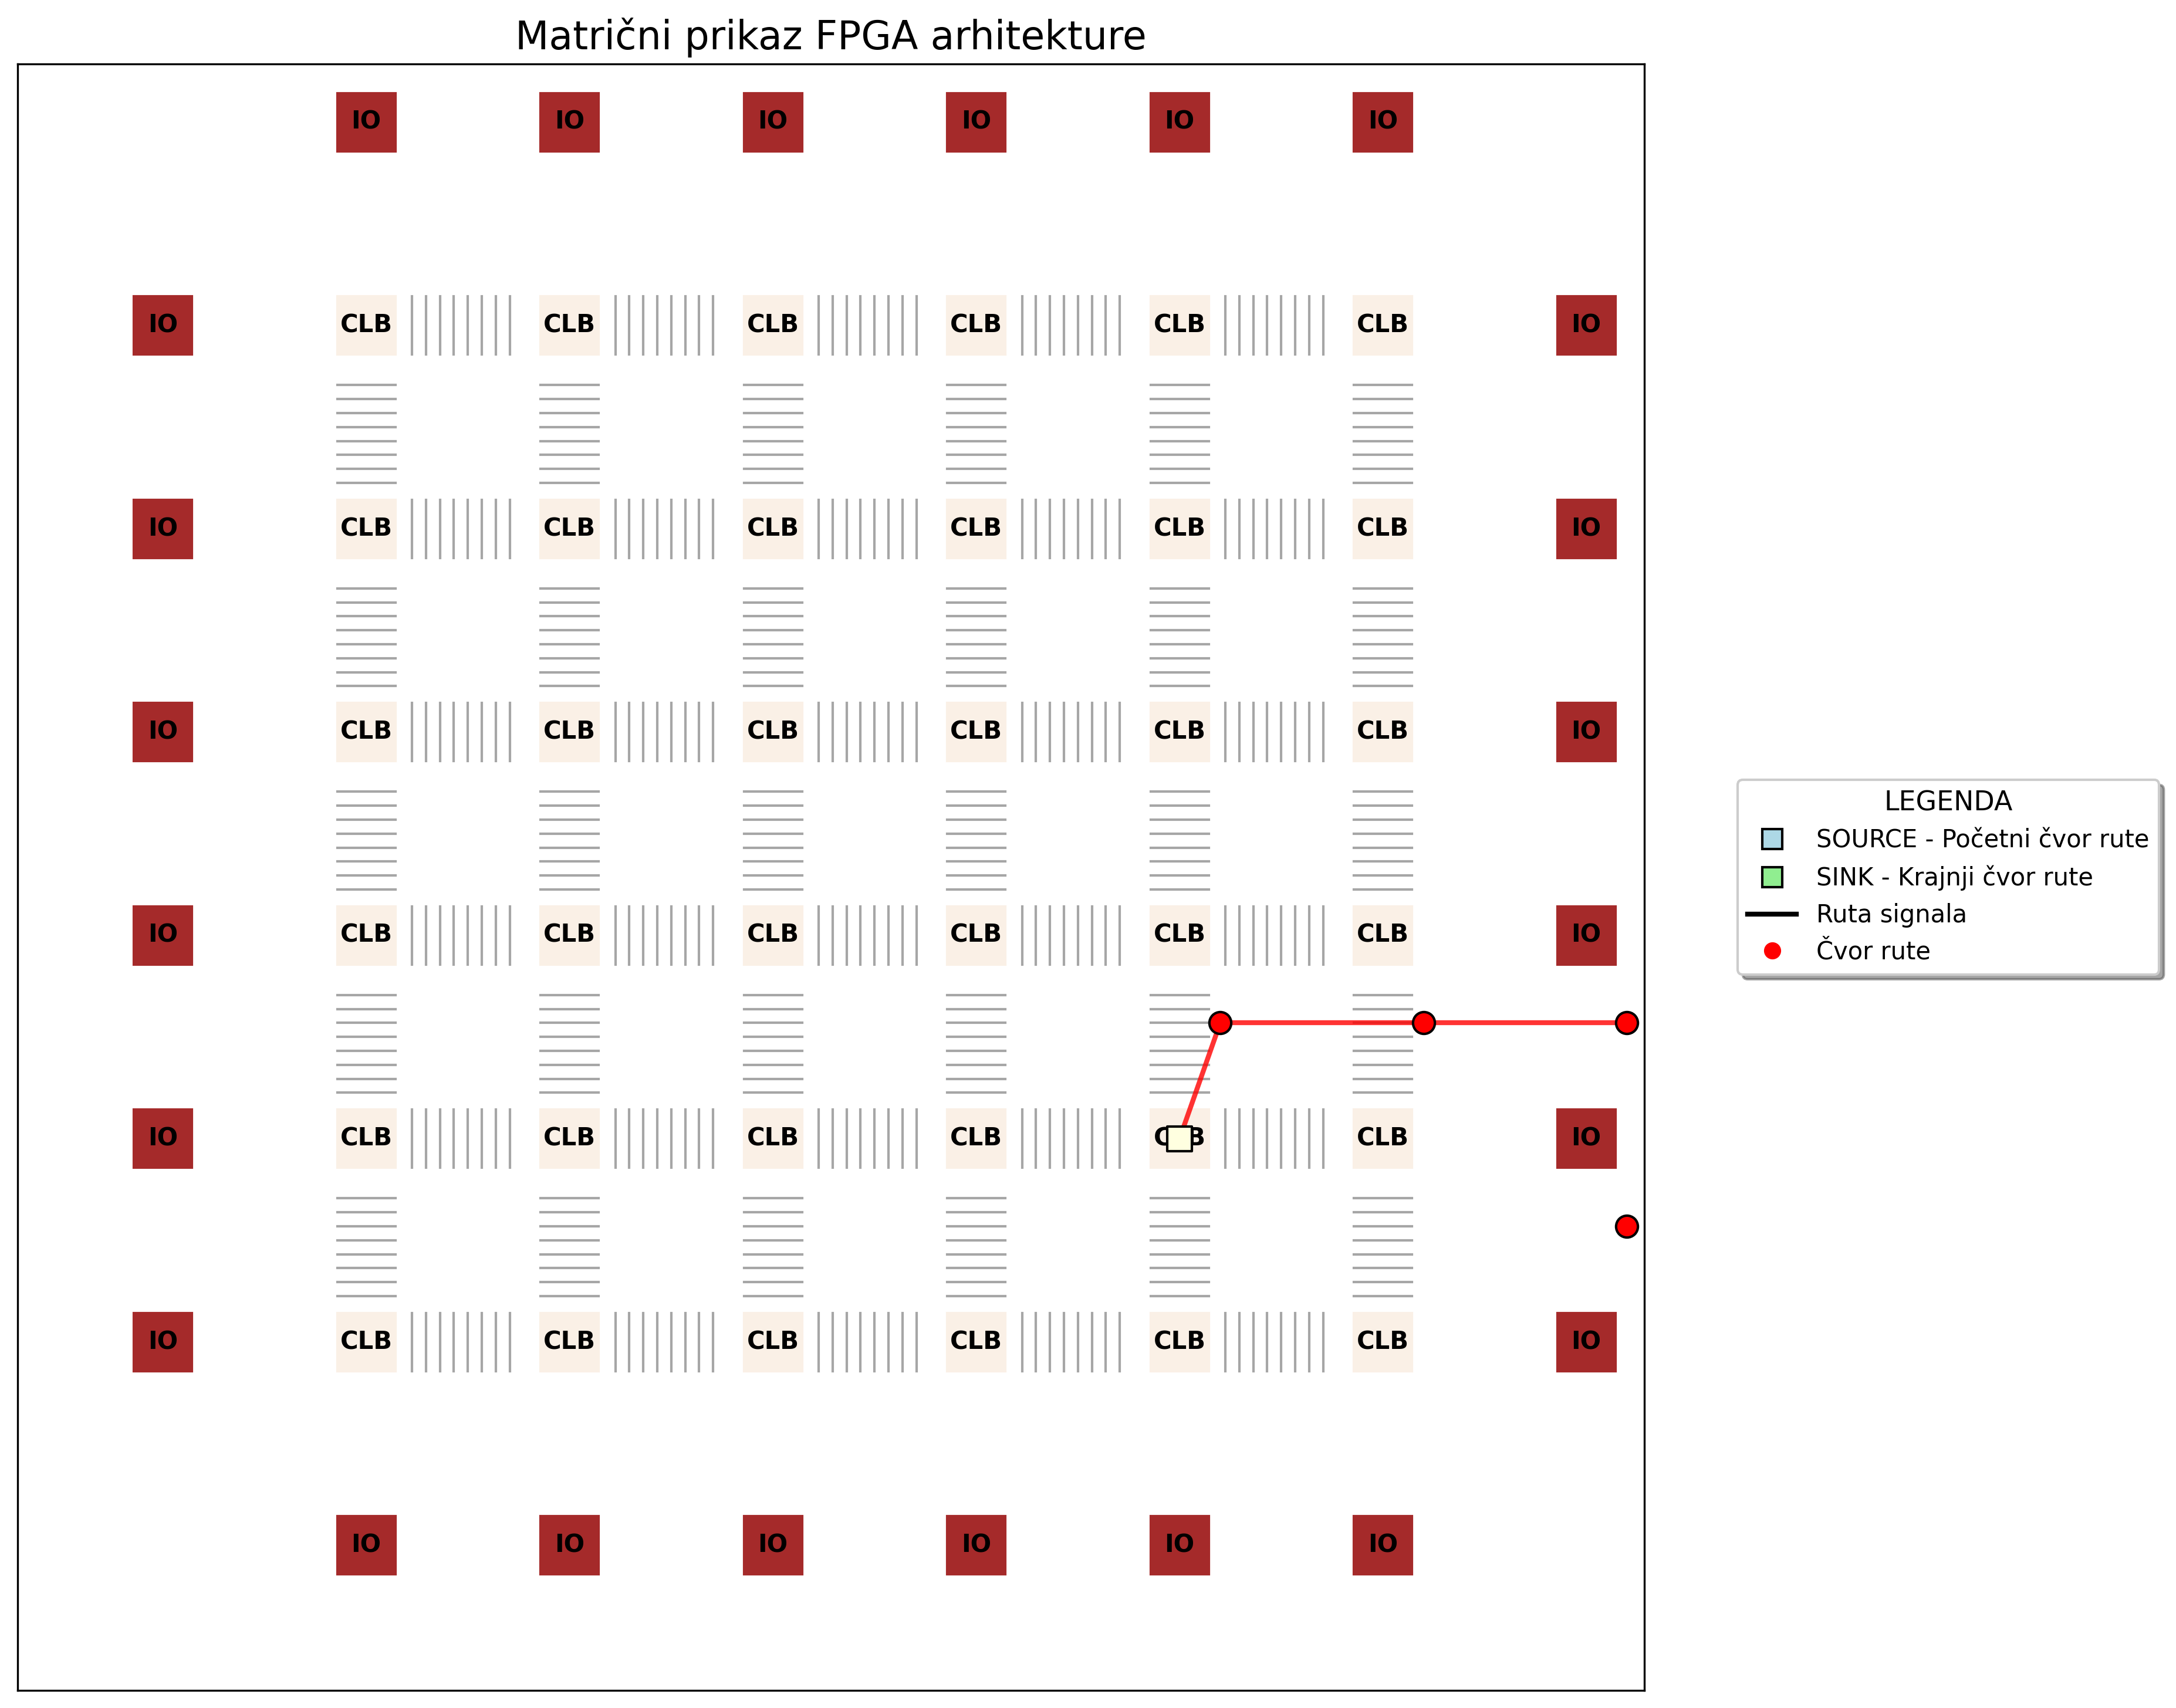 Matrični prikaz FPGA arhitekture
IO IO IO IO IO IO
IO CLB CLB CLB CLB CLB CLB IO
IO CLB CLB CLB CLB CLB CLB IO
IO CLB CLB CLB CLB CLB CLB IO
IO CLB CLB CLB CLB CLB CLB IO
IO CLB CLB CLB CLB CLB CLB IO
IO CLB CLB CLB CLB CLB CLB IO
IO IO IO IO IO IO
LEGENDA
SOURCE - Početni čvor rute
SINK - Krajnji čvor rute
Ruta signala
Čvor rute